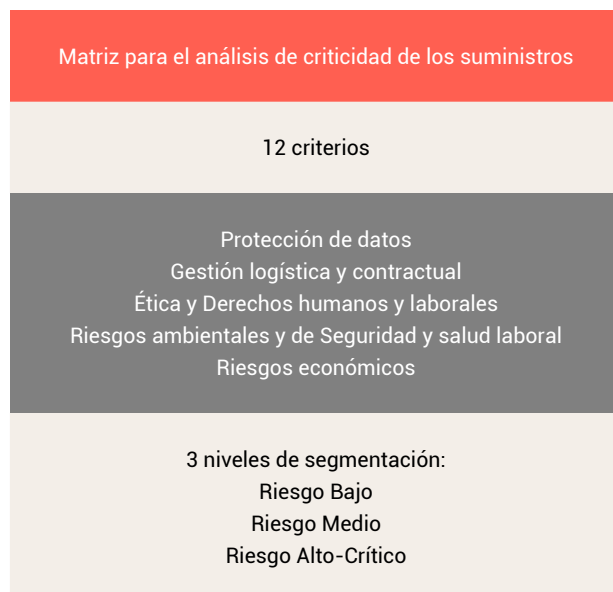 Matriz para el análisis de criticidad de los suministros
12 criterios
Protección de datos
Gestión logística y contractual
Ética y Derechos humanos y laborales
Riesgos ambientales y de Seguridad y salud laboral
Riesgos económicos
3 niveles de segmentación:
Riesgo Bajo
Riesgo Medio
Riesgo Alto-Crítico